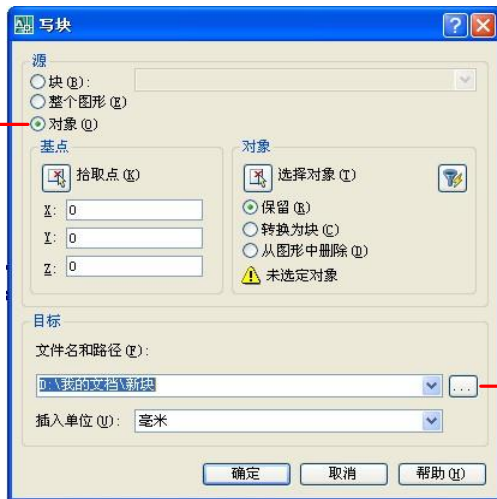 写块
源
块(B):
整个图形(E)
对象(O)
基点
拾取点(K)
X: 0
Y: 0
Z: 0
对象
选择对象(T)
保留(R)
转换为块(C)
从图形中删除(D)
未选定对象
目标
文件名和路径(F):
D:\我的文档\新块
...
插入单位(U): 毫米
确定 取消 帮助(H)